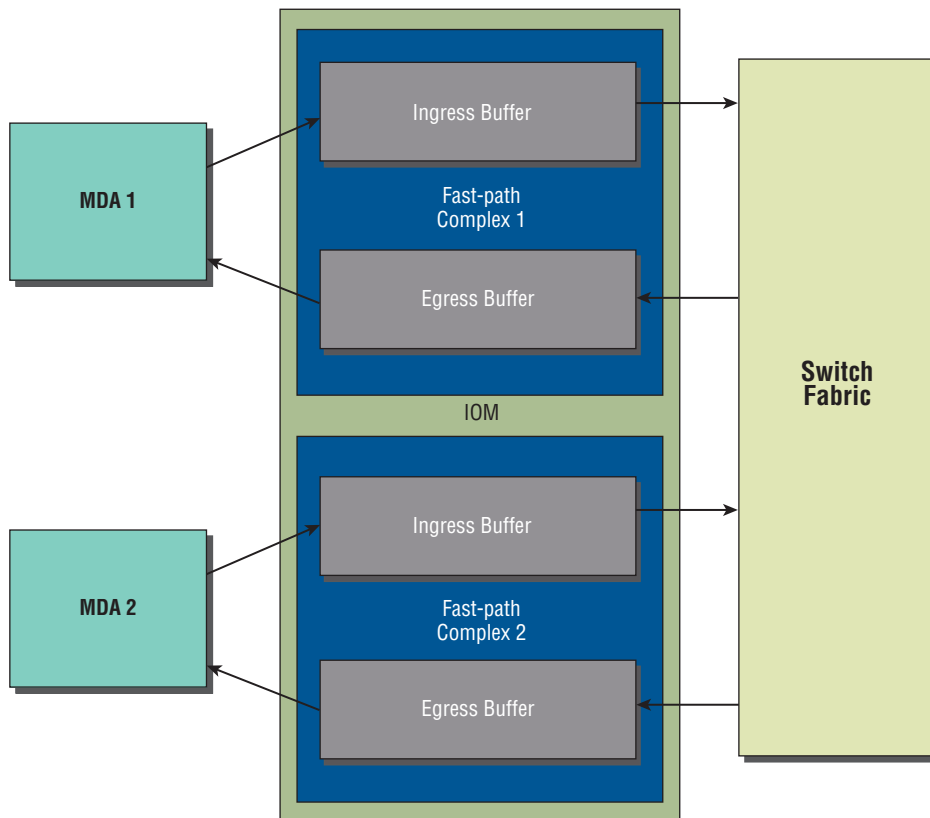 MDA 1
Ingress Buffer
Fast-path
Complex 1
Egress Buffer
IOM
MDA 2
Ingress Buffer
Fast-path
Complex 2
Egress Buffer
Switch
Fabric